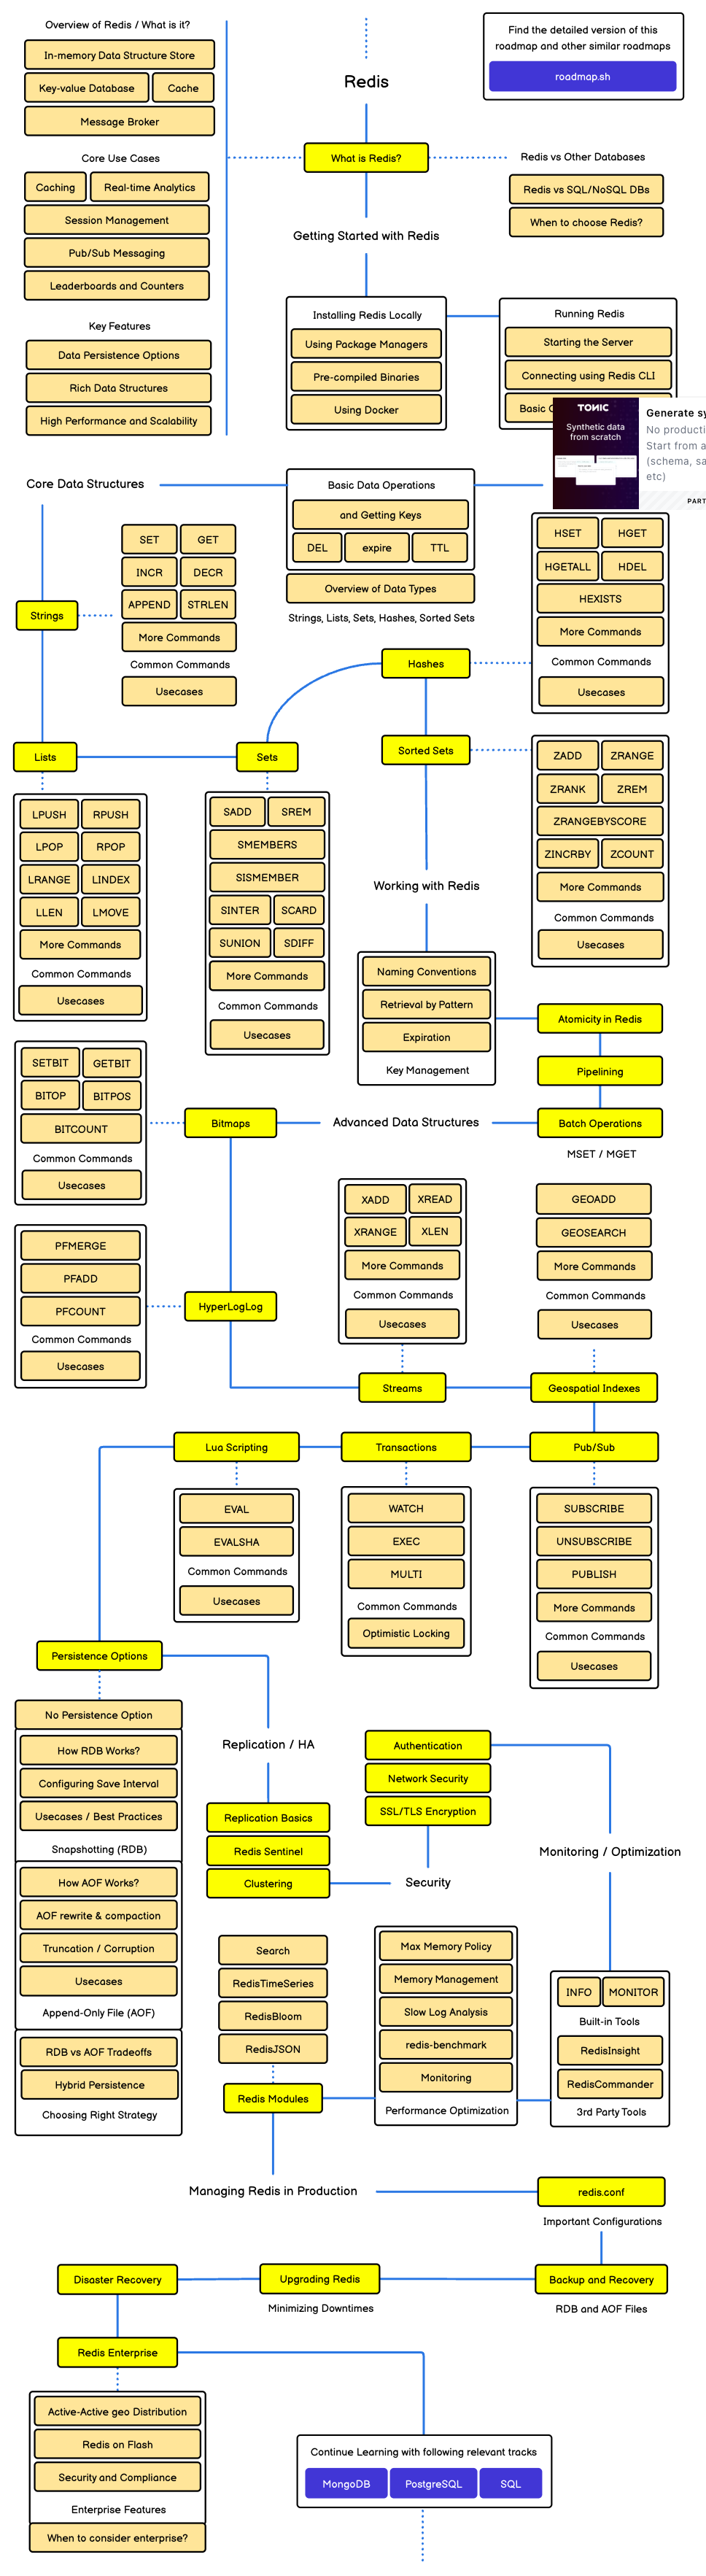 Overview of Redis / What is it?
In-memory Data Structure Store
Key-value Database
Cache
Message Broker
Find the detailed version of this
roadmap and other similar roadmaps
roadmap.sh
Redis
What is Redis?
Core Use Cases
Caching
Real-time Analytics
Session Management
Pub/Sub Messaging
Leaderboards and Counters
Redis vs Other Databases
Redis vs SQL/NoSQL DBs
When to choose Redis?
Key Features
Data Persistence Options
Rich Data Structures
High Performance and Scalability
Getting Started with Redis
Installing Redis Locally
Using Package Managers
Pre-compiled Binaries
Using Docker
Running Redis
Starting the Server
Connecting using Redis CLI
Basic
TONIC
Synthetic data
from scratch
Generate sy
No producti
Start from a
(schema, sa
etc)
PART
Core Data Structures
Basic Data Operations
and Getting Keys
DEL
expire
TTL
Overview of Data Types
Strings, Lists, Sets, Hashes, Sorted Sets
Strings
SET
GET
INCR
DECR
APPEND
STRLEN
More Commands
Common Commands
Usecases
HSET
HGET
HGETALL
HDEL
HEXISTS
More Commands
Common Commands
Usecases
Hashes
Lists
Sets
Sorted Sets
LPUSH
RPUSH
LPOP
RPOP
LRANGE
LINDEX
LLEN
LMOVE
More Commands
Common Commands
Usecases
SADD
SREM
SMEMBERS
SISMEMBER
SINTER
SCARD
SUNION
SDIFF
More Commands
Common Commands
Usecases
ZADD
ZRANGE
ZRANK
ZREM
ZRANGEBYSCORE
ZINCRBY
ZCOUNT
More Commands
Common Commands
Usecases
Working with Redis
Naming Conventions
Retrieval by Pattern
Expiration
Key Management
Atomicity in Redis
Pipelining
Batch Operations
MSET / MGET
Advanced Data Structures
Bitmaps
SETBIT
GETBIT
BITOP
BITPOS
BITCOUNT
Common Commands
Usecases
HyperLogLog
PFMERGE
PFADD
PFCOUNT
Common Commands
Usecases
XADD
XREAD
XRANGE
XLEN
More Commands
Common Commands
Usecases
Streams
GEOADD
GEOSEARCH
More Commands
Common Commands
Usecases
Geospatial Indexes
Lua Scripting
Transactions
Pub/Sub
EVAL
EVALSHA
Common Commands
Usecases
WATCH
EXEC
MULTI
Common Commands
Optimistic Locking
SUBSCRIBE
UNSUBSCRIBE
PUBLISH
More Commands
Common Commands
Usecases
Persistence Options
No Persistence Option
How RDB Works?
Configuring Save Interval
Usecases / Best Practices
Snapshotting (RDB)
How AOF Works?
AOF rewrite & compaction
Truncation / Corruption
Usecases
Append-Only File (AOF)
RDB vs AOF Tradeoffs
Hybrid Persistence
Choosing Right Strategy
Replication / HA
Replication Basics
Redis Sentinel
Clustering
Authentication
Network Security
SSL/TLS Encryption
Security
Monitoring / Optimization
INFO
MONITOR
Built-in Tools
RedisInsight
RedisCommander
3rd Party Tools
Max Memory Policy
Memory Management
Slow Log Analysis
redis-benchmark
Monitoring
Performance Optimization
Search
RedisTimeSeries
RedisBloom
RedisJSON
Redis Modules
Managing Redis in Production
redis.conf
Important Configurations
Disaster Recovery
Upgrading Redis
Minimizing Downtimes
Backup and Recovery
RDB and AOF Files
Redis Enterprise
Active-Active geo Distribution
Redis on Flash
Security and Compliance
Enterprise Features
When to consider enterprise?
Continue Learning with following relevant tracks
MongoDB
PostgreSQL
SQL